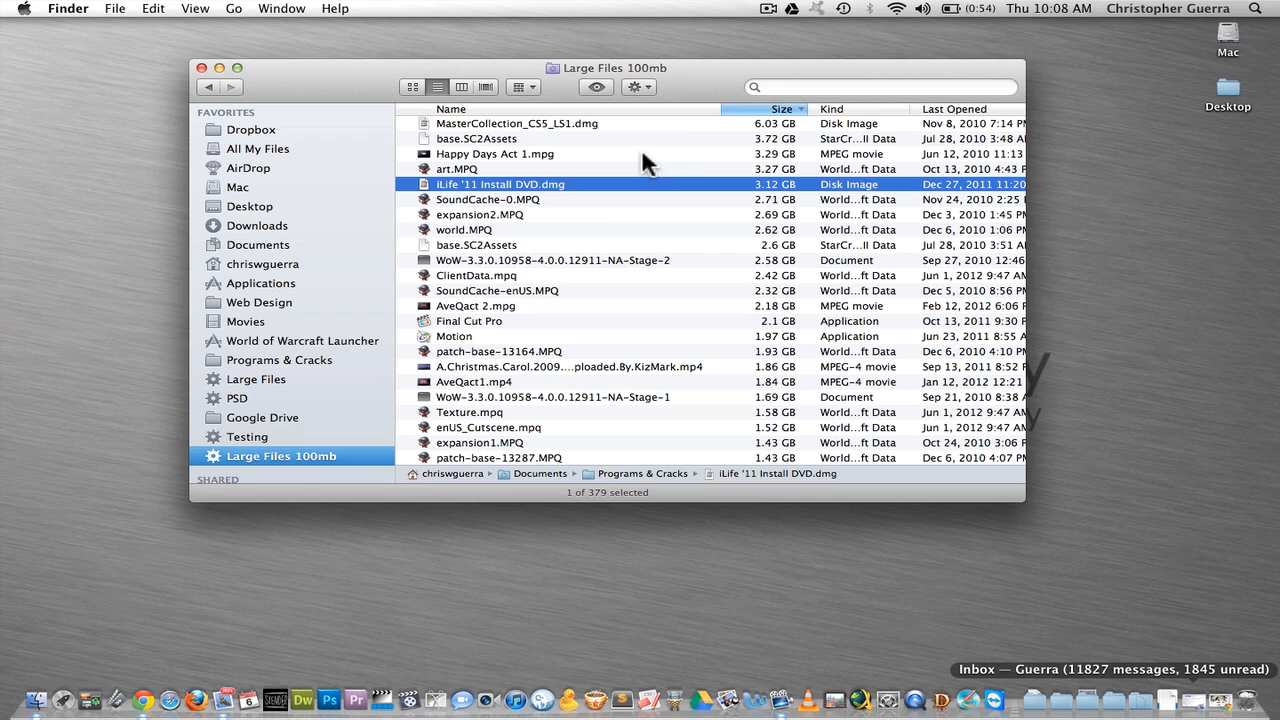 Finder File Edit View Go Window Help (0:54) Thu 10:08 AM Christopher Guerra
Mac
Desktop
Large Files 100mb
FAVORITES
Dropbox
All My Files
AirDrop
Mac
Desktop
Downloads
Documents
chriswguerra
Applications
Web Design
Movies
World of Warcraft Launcher
Programs & Cracks
Large Files
PSD
Google Drive
Testing
Large Files 100mb
SHARED
Name Size Kind Last Opened
MasterCollection_CS5_LS1.dmg 6.03 GB Disk Image Nov 8, 2010 7:14 P
base.SC2Assets 3.72 GB StarCr...ll Data Jul 28, 2010 3:48 A
Happy Days Act 1.mpg 3.29 GB MPEG movie Jun 12, 2010 11:13
art.MPQ 3.27 GB World...ft Data Oct 13, 2010 4:43 P
iLife '11 Install DVD.dmg 3.12 GB Disk Image Dec 27, 2011 11:20
SoundCache-0.MPQ 2.71 GB World...ft Data Nov 24, 2010 2:25 P
expansion2.MPQ 2.69 GB World...ft Data Dec 3, 2010 1:45 P
world.MPQ 2.62 GB World...ft Data Dec 6, 2010 1:06 P
base.SC2Assets 2.6 GB StarCr...ll Data Jul 28, 2010 3:51 A
WoW-3.3.0.10958-4.0.0.12911-NA-Stage-2 2.58 GB Document Sep 27, 2010 12:46
ClientData.mpq 2.42 GB World...ft Data Jun 1, 2012 9:47 A
SoundCache-enUS.MPQ 2.32 GB World...ft Data Dec 5, 2010 8:56 P
AveQact 2.mpg 2.18 GB MPEG movie Feb 12, 2012 6:06 P
Final Cut Pro 2.1 GB Application Oct 13, 2011 9:30 P
Motion 1.97 GB Application Jun 23, 2011 8:55 A
patch-base-13164.MPQ 1.93 GB World...ft Data Dec 6, 2010 4:10 P
A.Christmas.Carol.2009....ploaded.By.KizMark.mp4 1.86 GB MPEG-4 movie Sep 13, 2011 8:52
AveQact1.mp4 1.84 GB MPEG-4 movie Jan 12, 2012 12:21
WoW-3.3.0.10958-4.0.0.12911-NA-Stage-1 1.69 GB Document Sep 21, 2010 8:38 A
Texture.mpq 1.58 GB World...ft Data Jun 1, 2012 9:47 A
enUS_Cutscene.mpq 1.52 GB World...ft Data Jun 1, 2012 9:47 A
expansion1.MPQ 1.43 GB World...ft Data Oct 24, 2010 3:06 P
patch-base-13287.MPQ 1.43 GB World...ft Data Dec 6, 2010 4:07 P
chriswguerra Documents Programs & Cracks iLife '11 Install DVD.dmg
1 of 379 selected
Inbox — Guerra (11827 messages, 1845 unread)
Dw Ps Pr